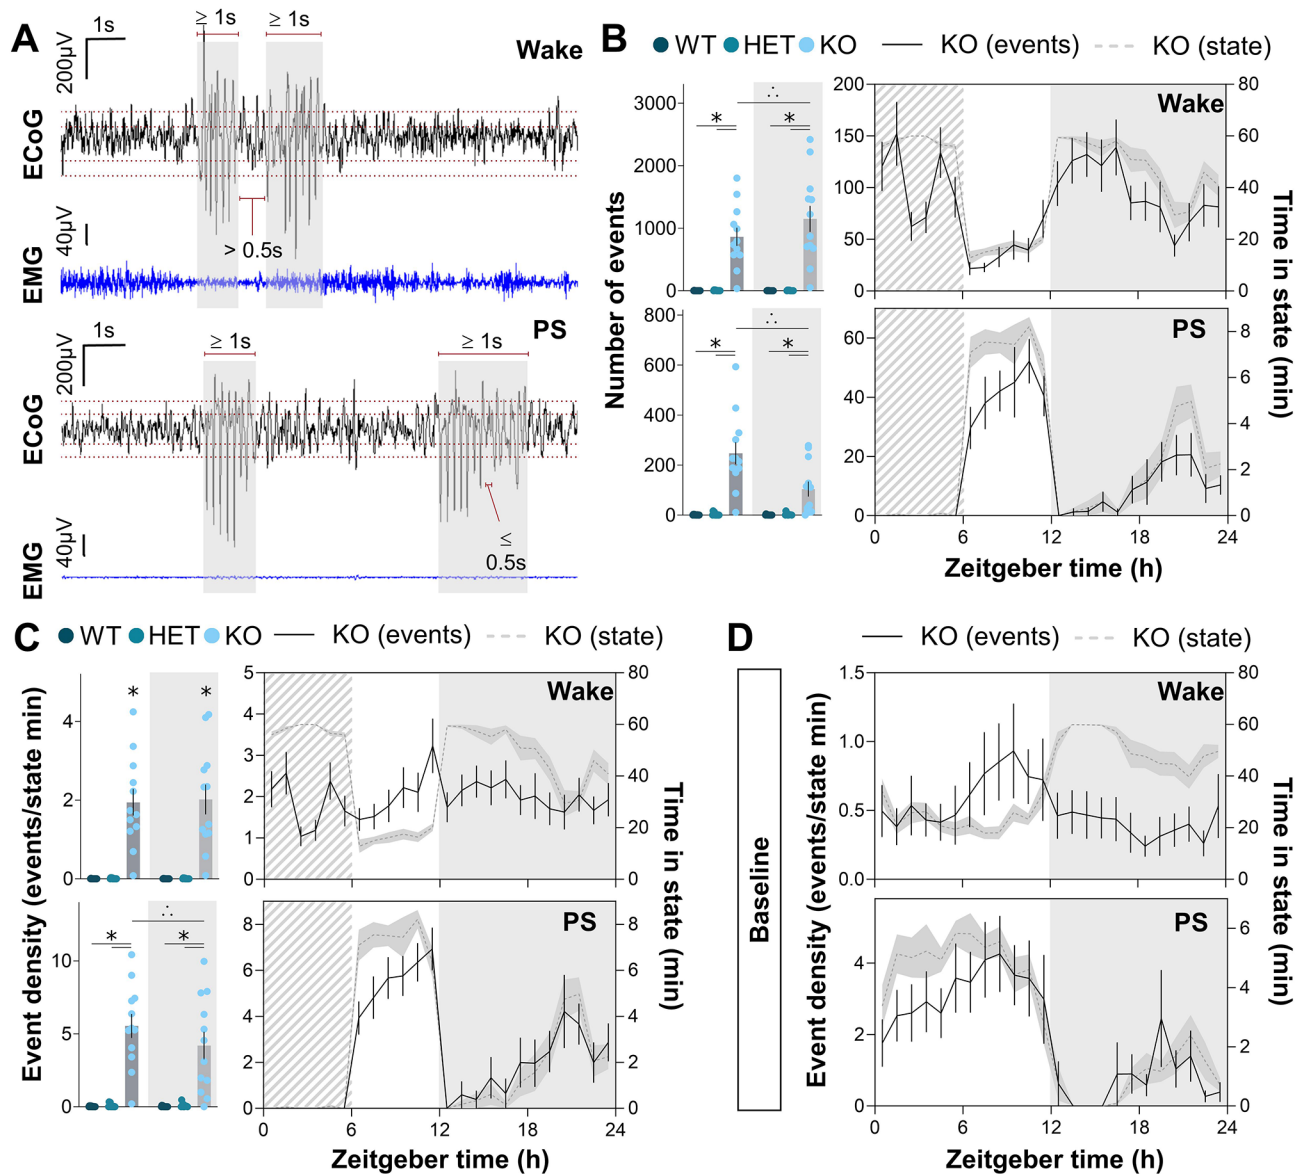 A
1s
≥ 1s
≥ 1s
Wake
200µV
ECoG
> 0.5s
40µV
EMG
1s
≥ 1s
≥ 1s
PS
200µV
ECoG
≤
0.5s
40µV
EMG
B
WT HET KO KO (events) KO (state)
Number of events
3000
2000
1000
0
∴
*
*
800
600
400
200
0
∴
*
*
200
150
100
50
0
Wake
80
60
40
20
0
60
40
20
0
PS
8
6
4
2
0
Time in state (min)
0 6 12 18 24
Zeitgeber time (h)
C
WT HET KO KO (events) KO (state)
Event density (events/state min)
4
2
0
*
*
10
5
0
∴
*
*
5
4
3
2
1
0
Wake
80
60
40
20
0
8
6
4
2
0
PS
8
6
4
2
0
Time in state (min)
0 6 12 18 24
Zeitgeber time (h)
D
KO (events) KO (state)
Baseline
Event density (events/state min)
1.5
1.0
0.5
0.0
Wake
80
60
40
20
0
4
2
0
PS
6
4
2
0
Time in state (min)
0 6 12 18 24
Zeitgeber time (h)